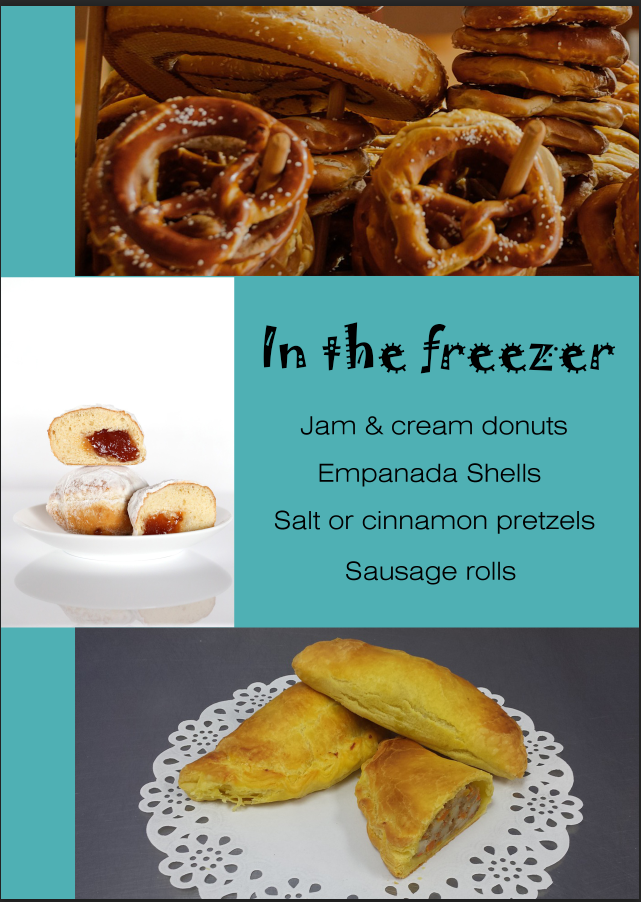 In the freezer
Jam & cream donuts
Empanada Shells
Salt or cinnamon pretzels
Sausage rolls